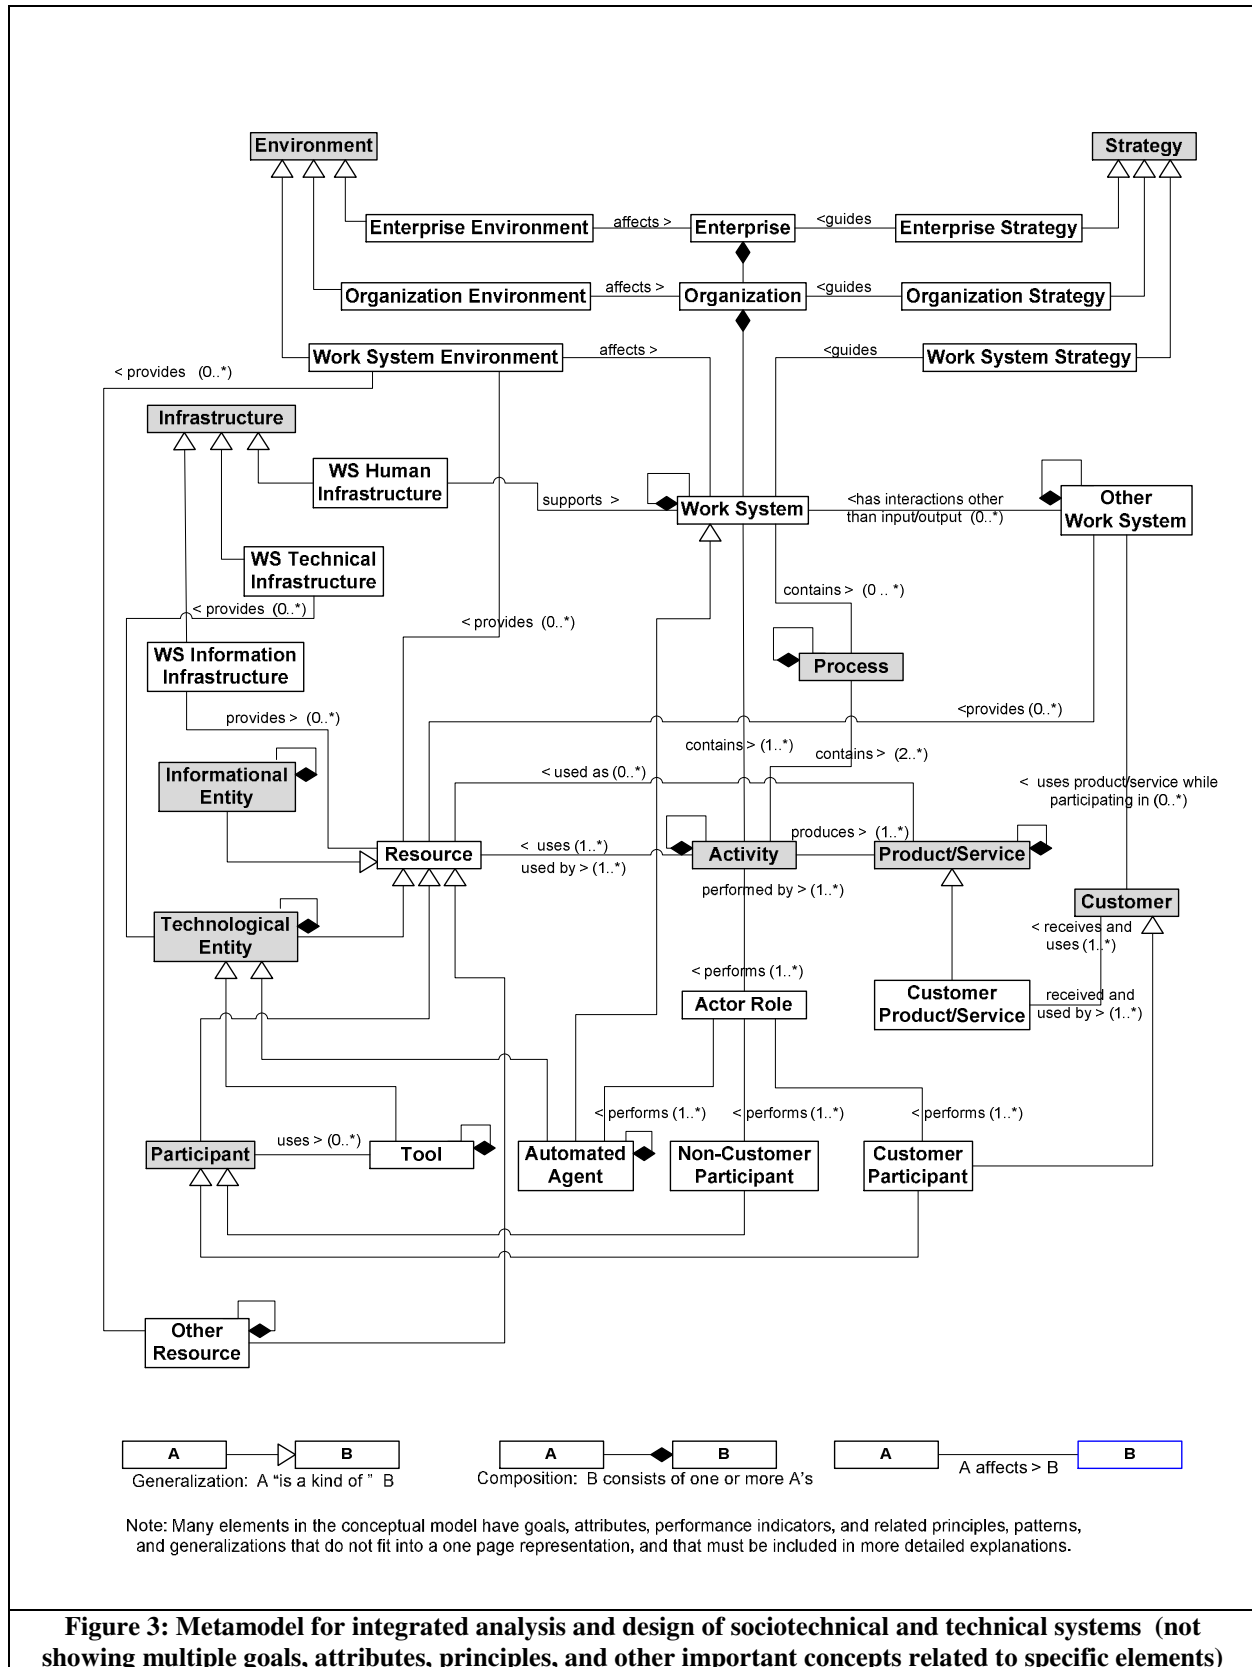 Environment
Strategy
Enterprise Environment
affects >
Enterprise
<guides
Enterprise Strategy
Organization Environment
affects >
Organization
<guides
Organization Strategy
Work System Environment
affects >
<guides
Work System Strategy
< provides (0..*)
Infrastructure
WS Human
Infrastructure
supports >
Work System
<has interactions other
than input/output (0..*)
Other
Work System
WS Technical
Infrastructure
< provides (0..*)
< provides (0..*)
contains > (0 .. *)
WS Information
Infrastructure
Process
provides > (0..*)
<provides (0..*)
contains > (1..*)
contains > (2..*)
Informational
Entity
< used as (0..*)
< uses product/service while
participating in (0..*)
Resource
< uses (1..*)
used by > (1..*)
Activity
produces > (1..*)
Product/Service
performed by > (1..*)
Customer
Technological
Entity
< receives and
uses (1..*)
< performs (1..*)
Actor Role
Customer
Product/Service
received and
used by > (1..*)
< performs (1..*)
< performs (1..*)
< performs (1..*)
Participant
uses > (0..*)
Tool
Automated
Agent
Non-Customer
Participant
Customer
Participant
Other
Resource
A
B
Generalization: A “is a kind of ” B
A
B
Composition: B consists of one or more A's
A
A affects > B
B
Note: Many elements in the conceptual model have goals, attributes, performance indicators, and related principles, patterns,
and generalizations that do not fit into a one page representation, and that must be included in more detailed explanations.
Figure 3: Metamodel for integrated analysis and design of sociotechnical and technical systems (not
showing multiple goals, attributes, principles, and other important concepts related to specific elements)